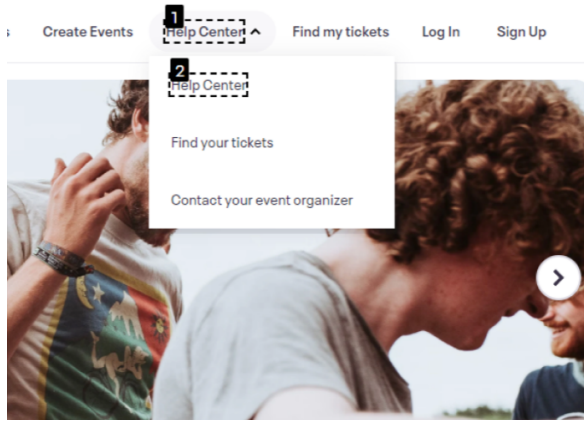 s Create Events 1 Help Center Find my tickets Log In Sign Up
2
Help Center
Find your tickets
Contact your event organizer